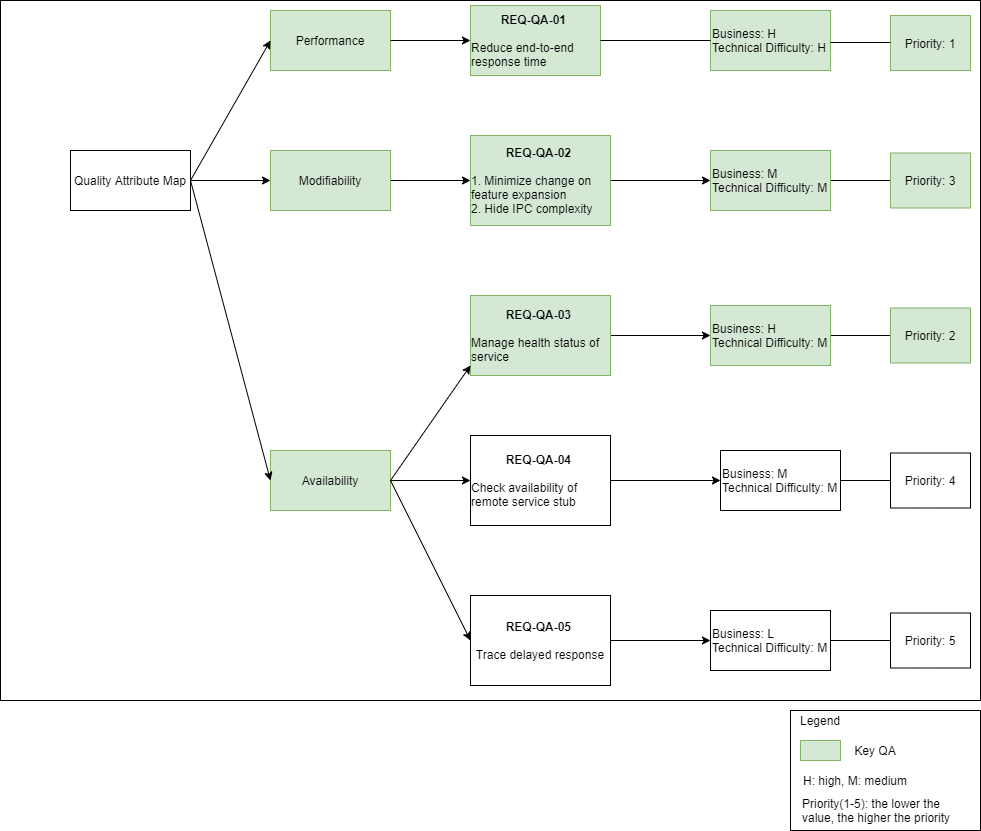 Quality Attribute Map
Performance
REQ-QA-01
Reduce end-to-end
response time
Business: H
Technical Difficulty: H
Priority: 1
Modifiability
REQ-QA-02
1. Minimize change on
feature expansion
2. Hide IPC complexity
Business: M
Technical Difficulty: M
Priority: 3
Availability
REQ-QA-03
Manage health status of
service
Business: H
Technical Difficulty: M
Priority: 2
REQ-QA-04
Check availability of
remote service stub
Business: M
Technical Difficulty: M
Priority: 4
REQ-QA-05
Trace delayed response
Business: L
Technical Difficulty: M
Priority: 5
Legend
Key QA
H: high, M: medium
Priority(1-5): the lower the
value, the higher the priority